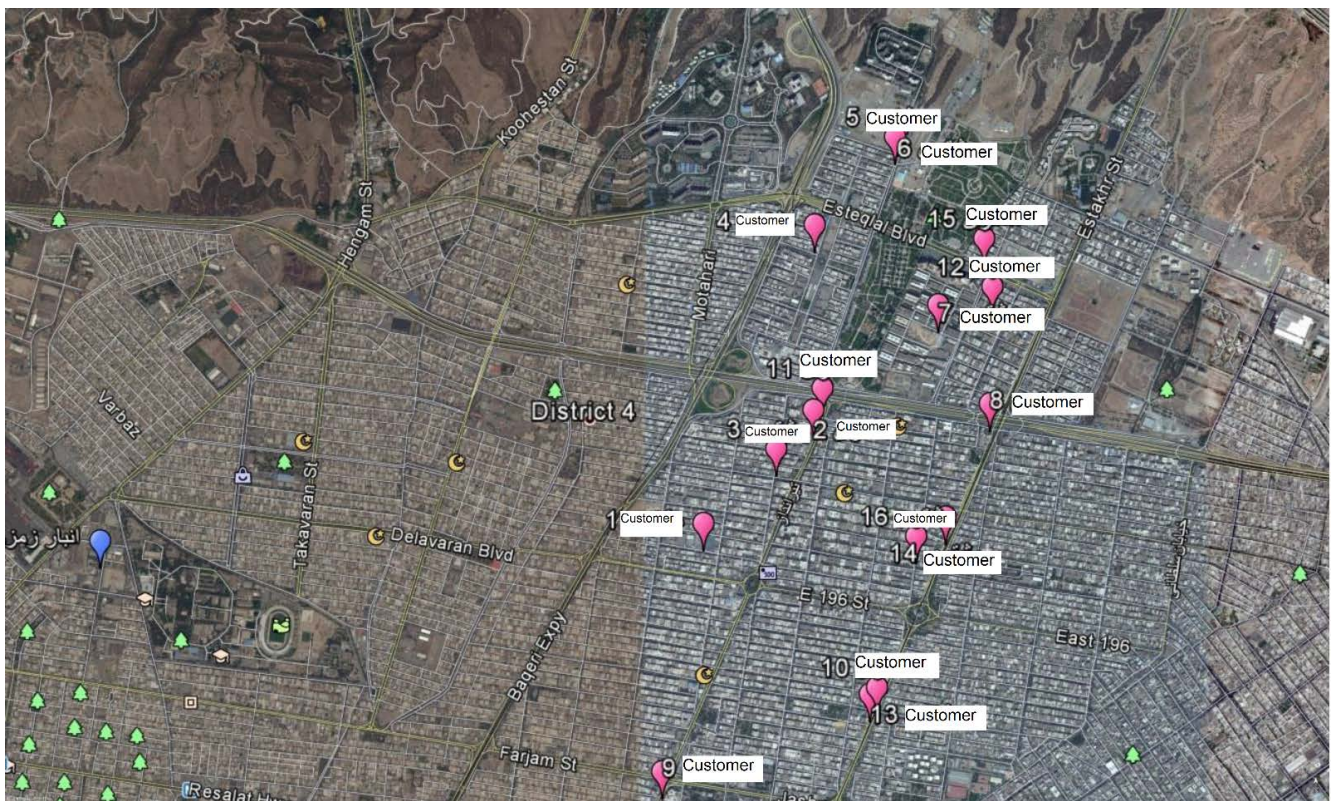 Koohestan St
5 Customer
6 Customer
Hengam St
Estakhr St
4 Customer
Esteqlal Blvd
15 Customer
Motahari
12 Customer
7 Customer
11 Customer
Varbaz
District 4
8 Customer
3 Customer
2 Customer
Takavaran St
1 Customer
16 Customer
انبار زمز
Delavaran Blvd
14 Customer
500
E 196 St
East 196
Baqeri Expy
10 Customer
13 Customer
Farjam St
9 Customer
Resalat H